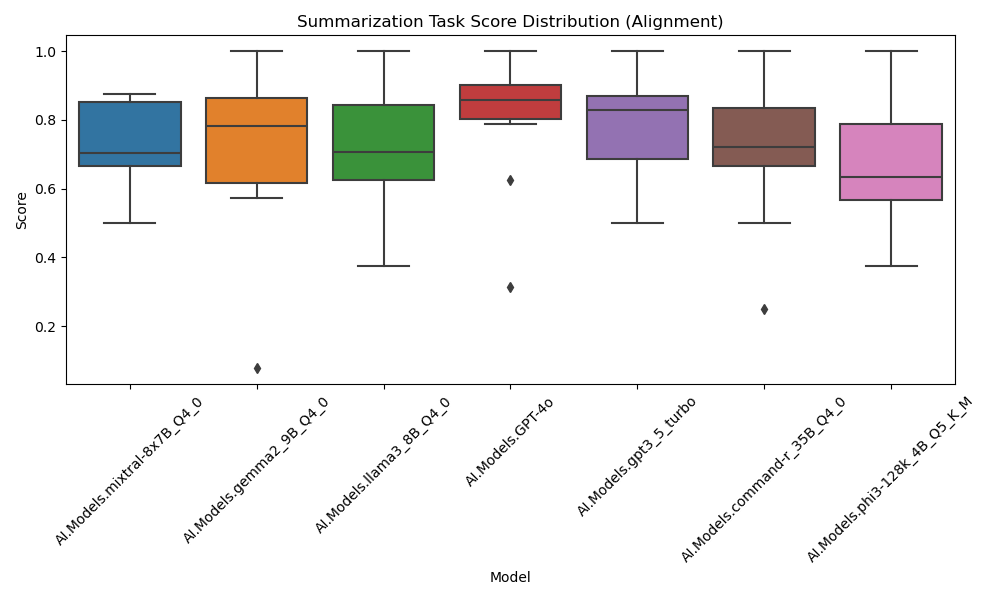 Summarization Task Score Distribution (Alignment)
Score
1.0
0.8
0.6
0.4
0.2
AI.Models.mixtral-8x7B_Q4_0
AI.Models.gemma2_9B_Q4_0
AI.Models.llama3_8B_Q4_0
AI.Models.GPT-4o
AI.Models.gpt3_5_turbo
AI.Models.command-r_35B_Q4_0
AI.Models.phi3-128k_4B_Q5_K_M
Model